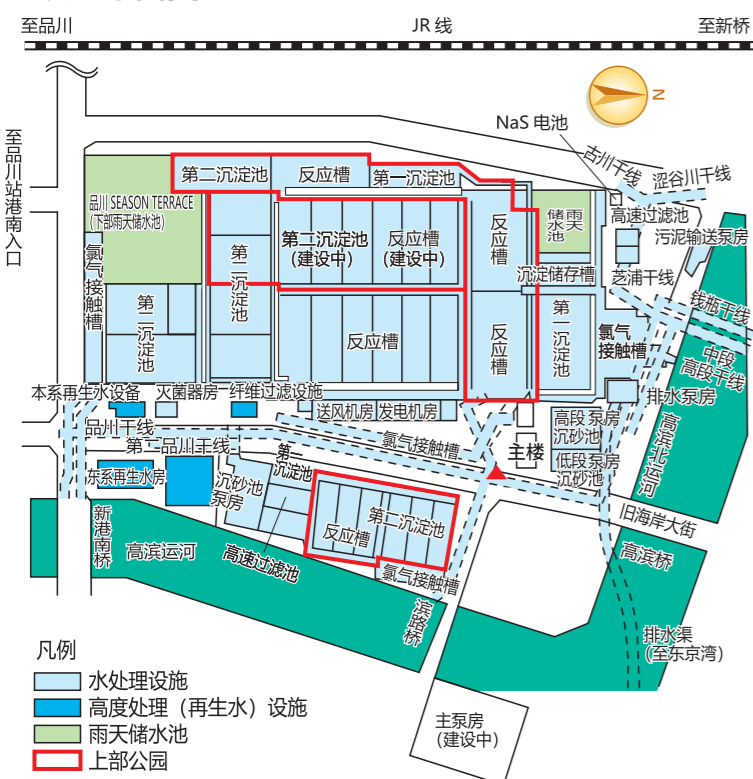 至品川
JR 线
至新桥
N
NaS 电池
至品川站港南入口
古川干线
涩谷川干线
第二沉淀池
反应槽
第一沉淀池
品川 SEASON TERRACE
(下部雨天储水池)
雨天
储水池
高速过滤池
污泥输送泵房
反应槽
第二沉淀池
(建设中)
反应槽
(建设中)
第二沉淀池
氯气接触槽
沉淀储存槽
芝浦干线
线瓶干线
第二沉淀池
反应槽
反应槽
第一沉淀池
氯气
接触槽
中段
高段干线
本系再生水设备
灭菌器房
纤维过滤设施
排水泵房
送风机房
发电机房
高段泵房
沉砂池
高浜北运河
品川干线
氯气接触槽
主楼
第二品川干线
低段泵房
沉砂池
东系再生水房
沉砂池
泵房
第一
沉淀池
第二沉淀池
反应槽
旧海岸大街
新港南桥
高浜运河
高速过滤池
高浜桥
氯气接触槽
滨路桥
排水渠
(至东京湾)
凡例
水处理设施
高度处理（再生水）设施
雨天储水池
上部公园
主泵房
(建设中)